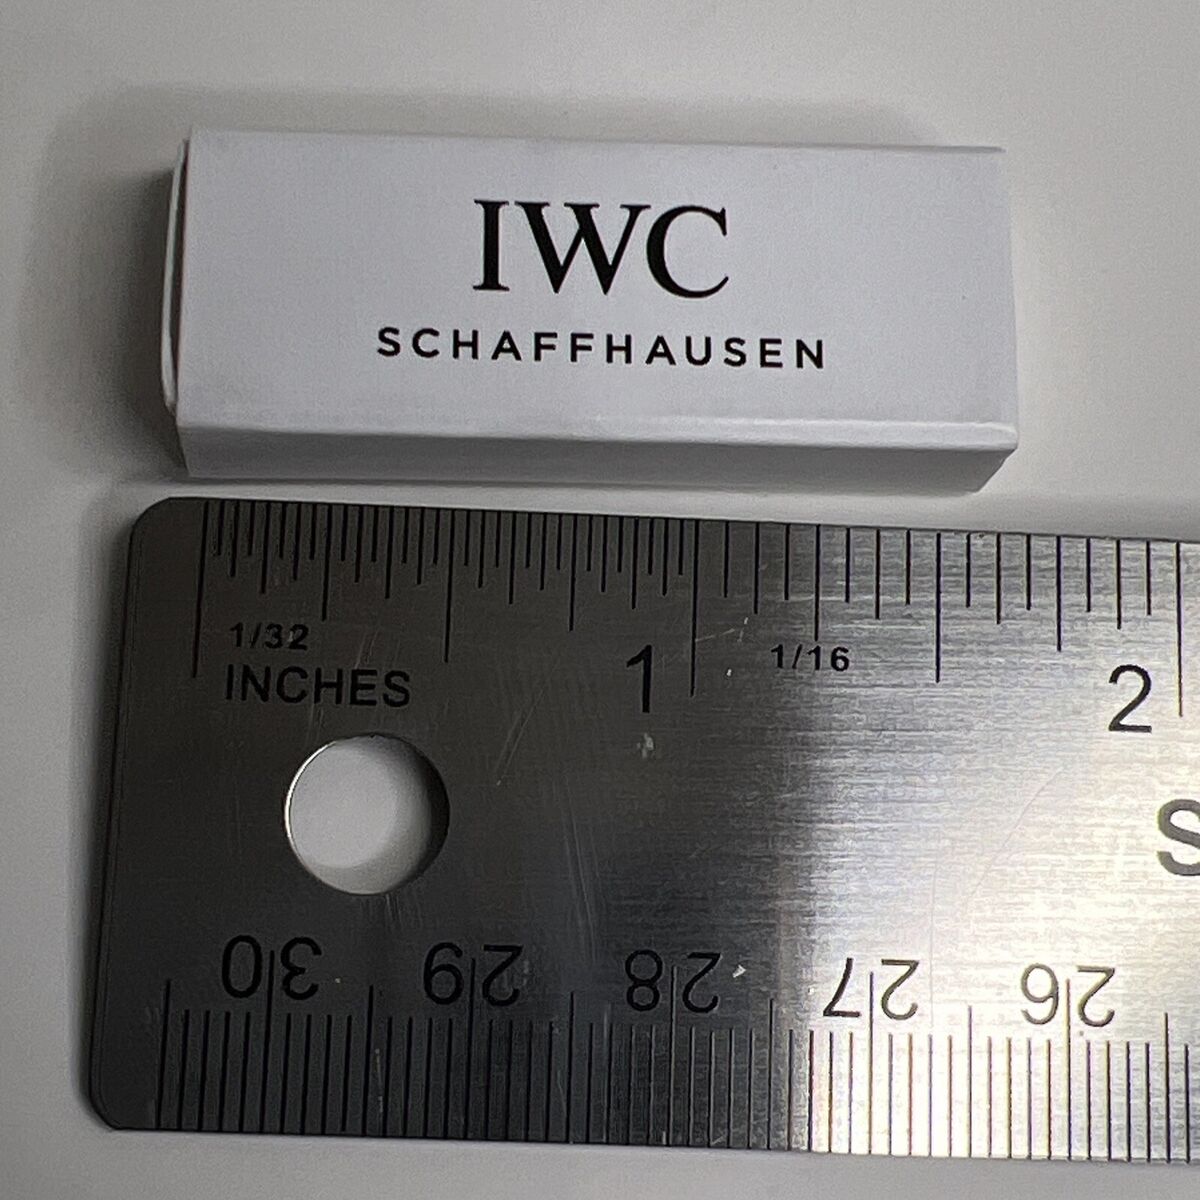 IWC
SCHAFFHAUSEN
1/32
INCHES
1
1/16
2
S
30
29
28
27
26